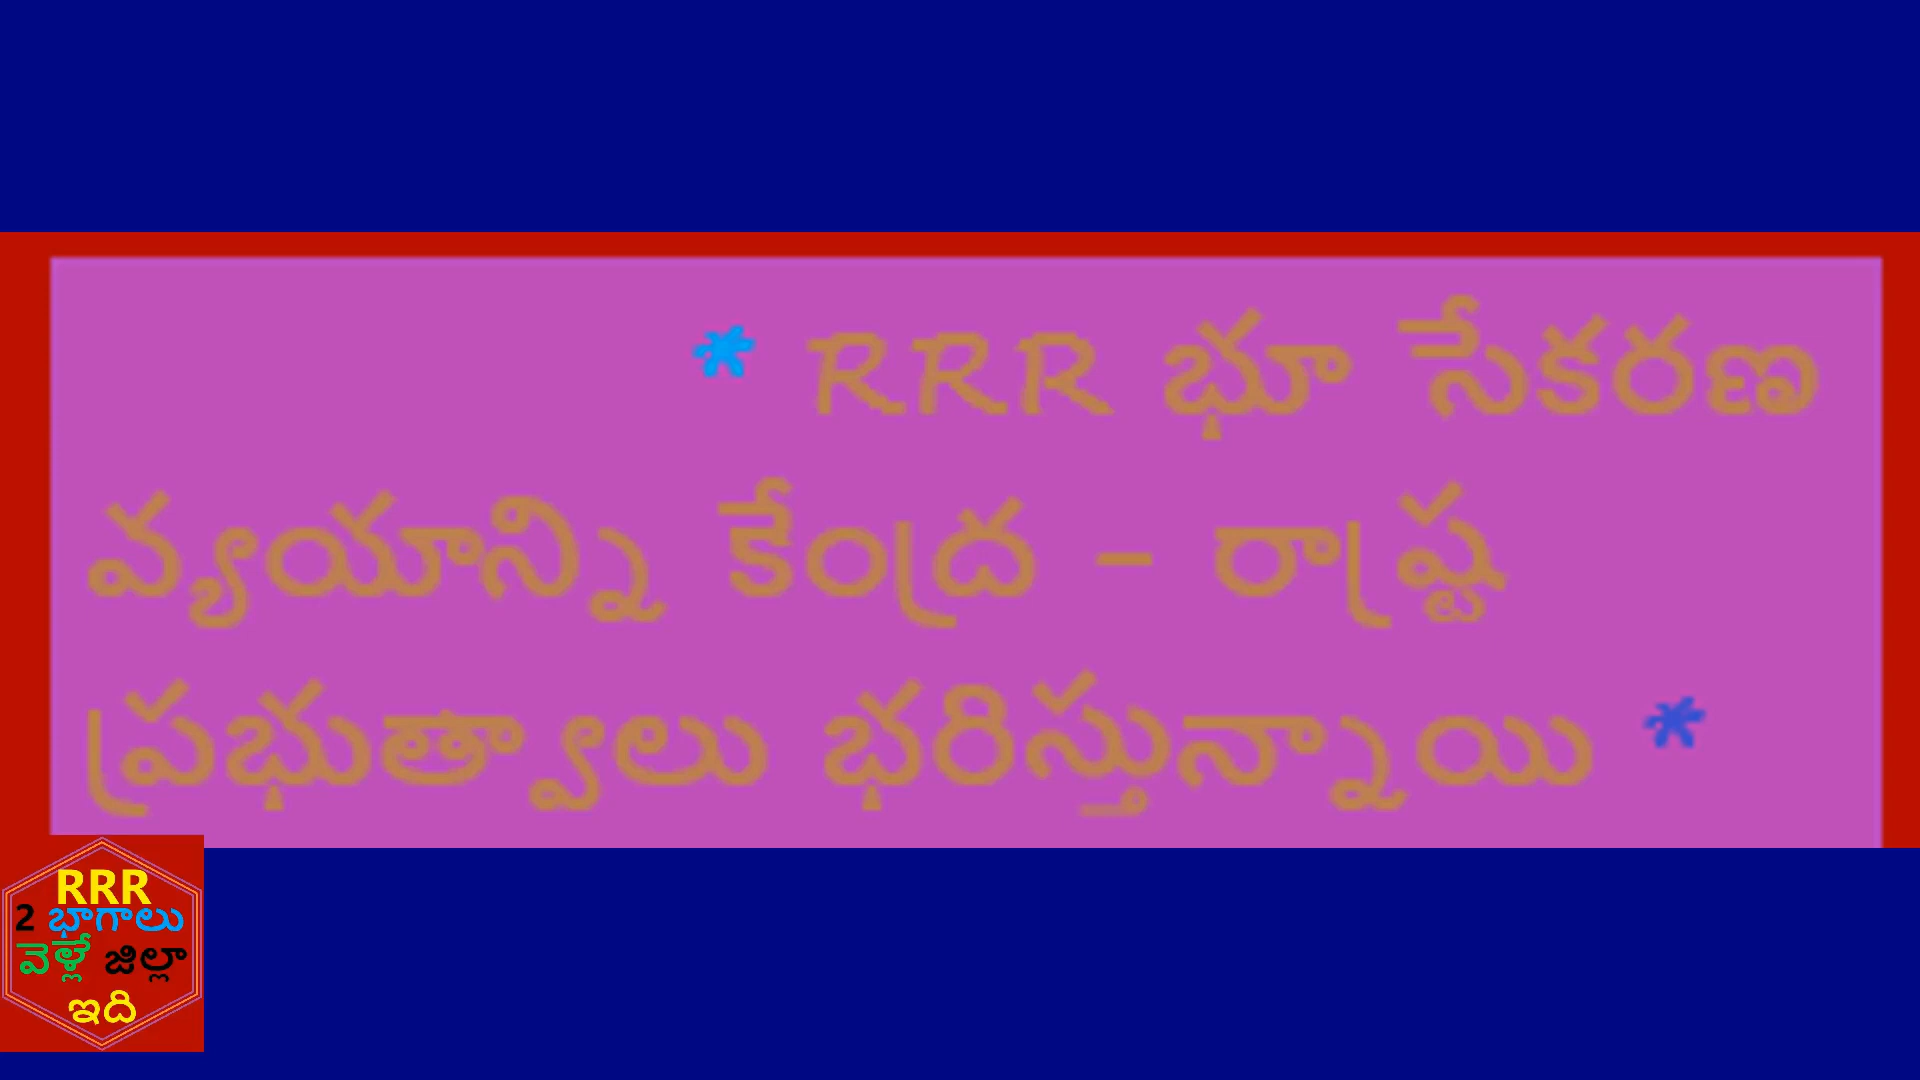 * RRR భూ సేకరణ
వ్యయాన్ని కేంద్ర - రాష్ట్ర
ప్రభుత్వాలు భరిస్తున్నాయి *
RRR
2 భాగాలు
వెళ్లే జిల్లా
ఇది